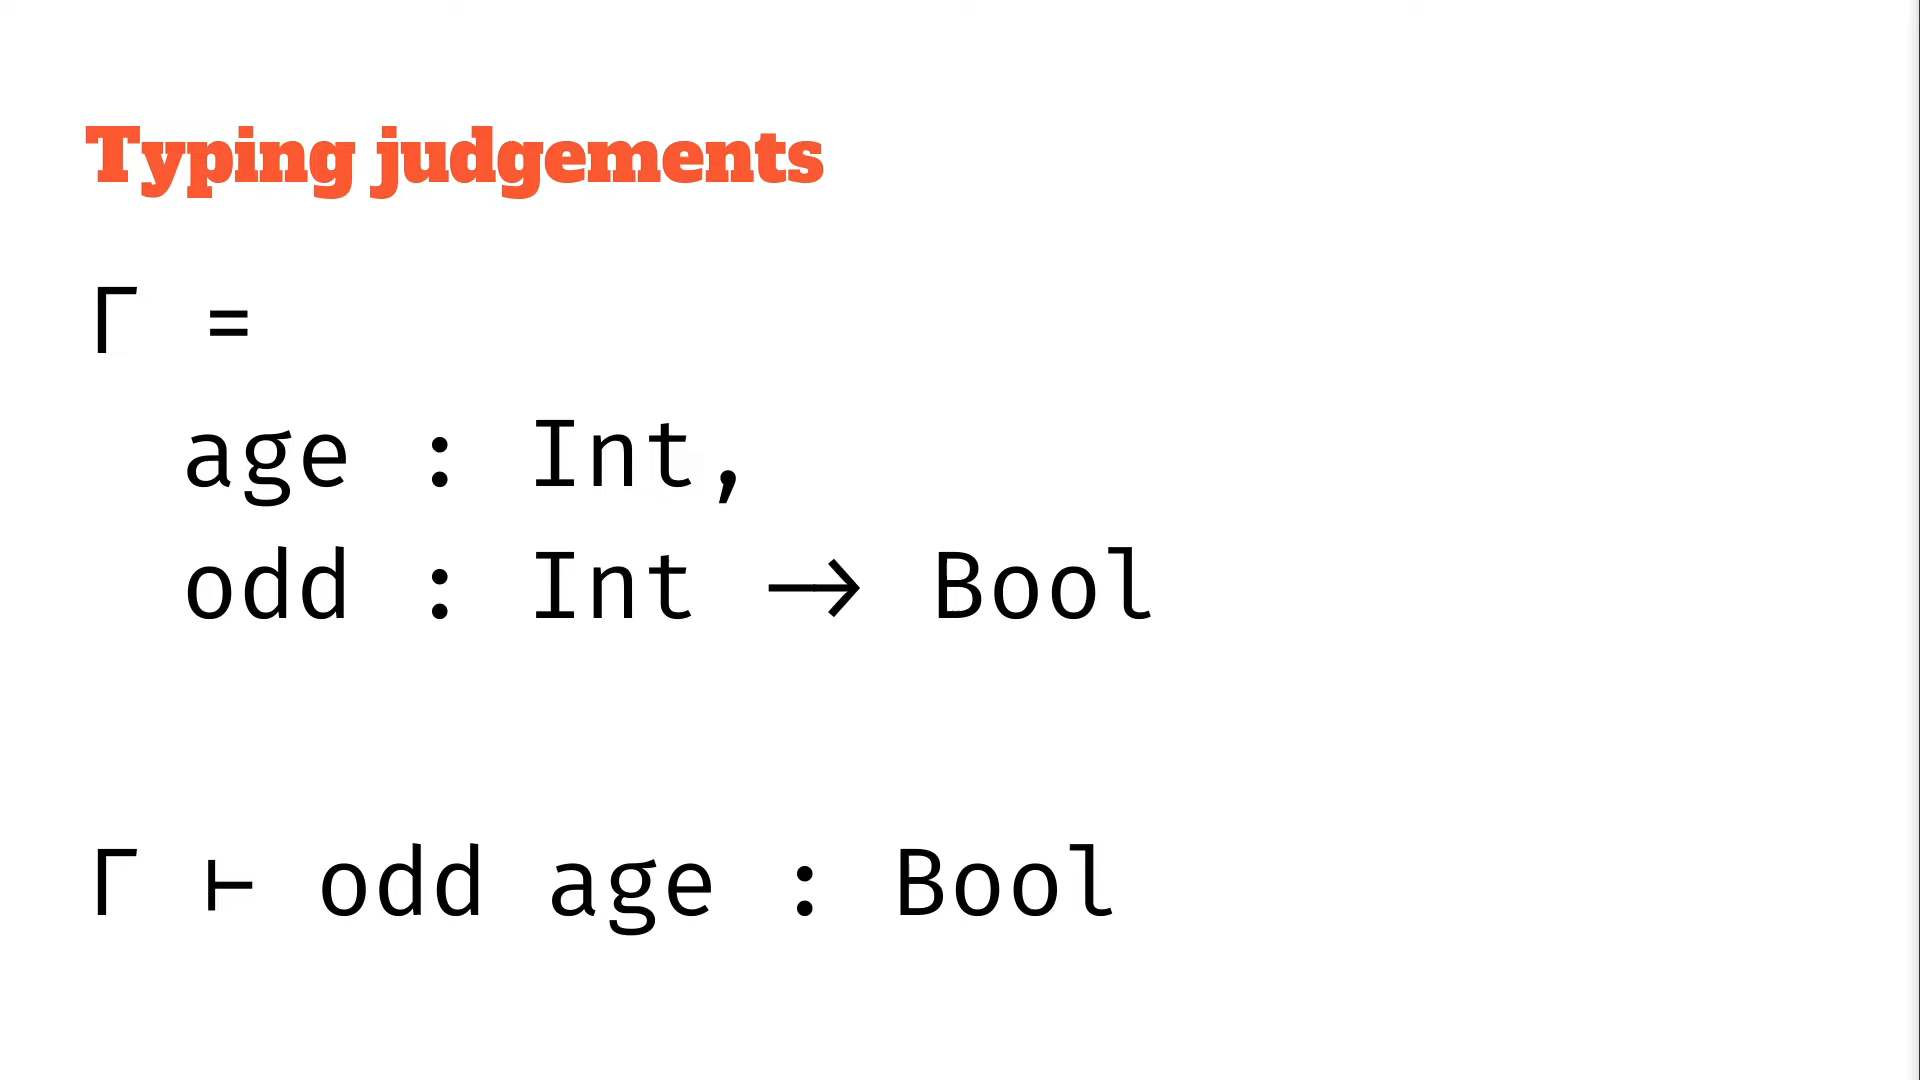 Typing judgements
Γ =
age : Int,
odd : Int → Bool
Γ ⊢ odd age : Bool